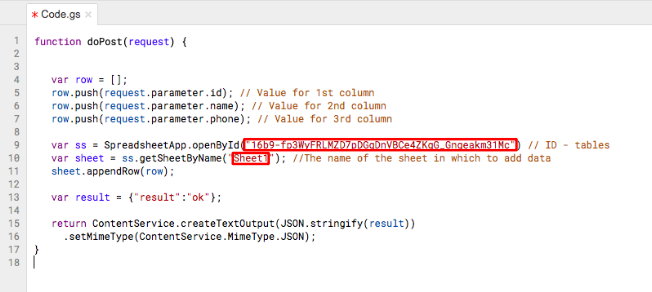 * Code.gs ×
1 function doPost(request) {
2
3
4 var row = [];
5 row.push(request.parameter.id); // Value for 1st column
6 row.push(request.parameter.name); // Value for 2nd column
7 row.push(request.parameter.phone); // Value for 3rd column
8
9 var ss = SpreadsheetApp.openById("16b9-fp3WyFRLMZD7pDGqDnVBCe4ZKqG_Gnqeakm31Mc") // ID - tables
10 var sheet = ss.getSheetByName("Sheet1"); //The name of the sheet in which to add data
11 sheet.appendRow(row);
12
13 var result = {"result":"ok"};
14
15 return ContentService.createTextOutput(JSON.stringify(result))
16 .setMimeType(ContentService.MimeType.JSON);
17 }
18